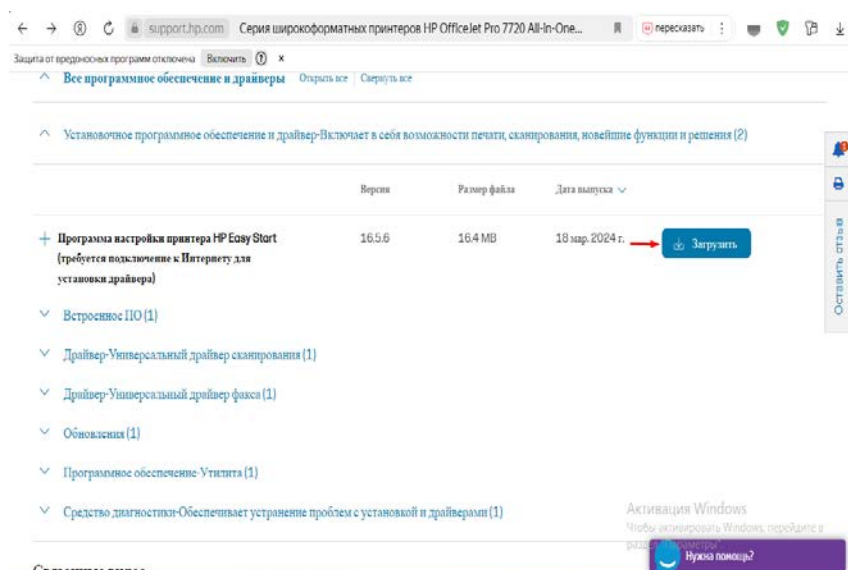 support.hp.com Серия широкоформатных принтеров HP OfficeJet Pro 7720 All-in-One... пересказать
Защита от вредоносных программ отключена Включить
Все программное обеспечение и драйверы Открыть все Свернуть все
Установочное программное обеспечение и драйвер-Включает в себя возможности печати, сканирования, новейшие функции и решения (2)
Версия Размер файла Дата выпуска
Программа настройки принтера HP Easy Start 16.5.6 16.4 MB 18 мар. 2024 г. Загрузить
(требуется подключение к Интернету для
установки драйвера)
Оставить отзыв
Встроенное ПО (1)
Драйвер-Универсальный драйвер сканирования (1)
Драйвер-Универсальный драйвер факса (1)
Обновления (1)
Программное обеспечение-Утилита (1)
Средство диагностики-Обеспечивает устранение проблем с установкой и драйверами (1)
Активация Windows
Чтобы активировать Windows, перейдите в
раздел "Параметры".
Нужна помощь?